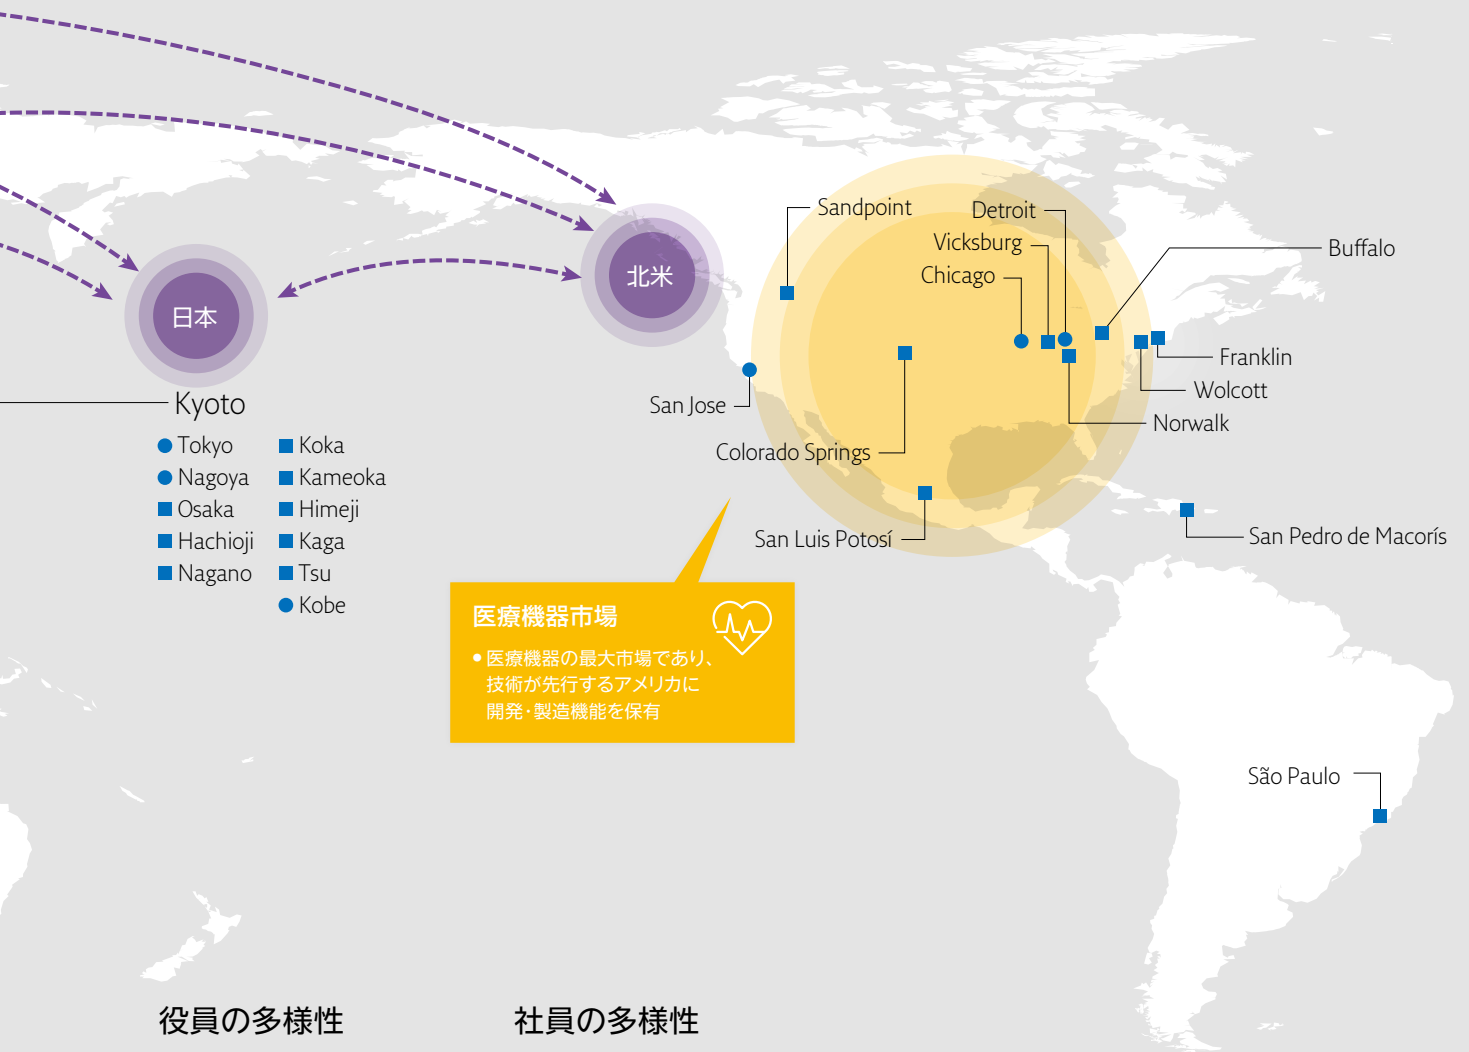 Sandpoint
Detroit
Vicksburg
Buffalo
Chicago
北米
日本
Franklin
Wolcott
Kyoto
San Jose
Norwalk
Tokyo
Koka
Colorado Springs
Nagoya
Kameoka
Osaka
Himeji
San Luis Potosí
San Pedro de Macorís
Hachioji
Kaga
Nagano
Tsu
Kobe
医療機器市場
• 医療機器の最大市場であり、
技術が先行するアメリカに
開発・製造機能を保有
São Paulo
役員の多様性
社員の多様性